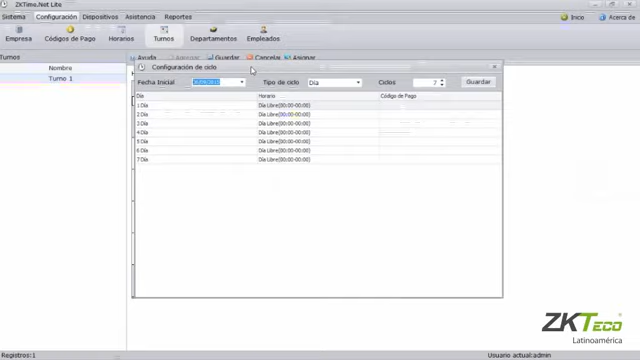 ZKTime.Net Lite
Sistema Configuración Dispositivos Asistencia Reportes Inicio Acerca de
Empresa Códigos de Pago Horarios Turnos Departamentos Empleados
Turnos Ayuda Agregar Guardar Cancelar Asignar
Nombre
Turno 1
Configuración de ciclo
Fecha Inicial Tipo de ciclo Día Ciclos 7 Guardar
Día Horario Código de Pago
1 Día Día Libre(00:00-00:00)
2 Día Día Libre(00:00-00:00)
3 Día Día Libre(00:00-00:00)
4 Día Día Libre(00:00-00:00)
5 Día Día Libre(00:00-00:00)
6 Día Día Libre(00:00-00:00)
7 Día Día Libre(00:00-00:00)
ZKTeco
Latinoamérica
Registros:1 Usuario actual:admin